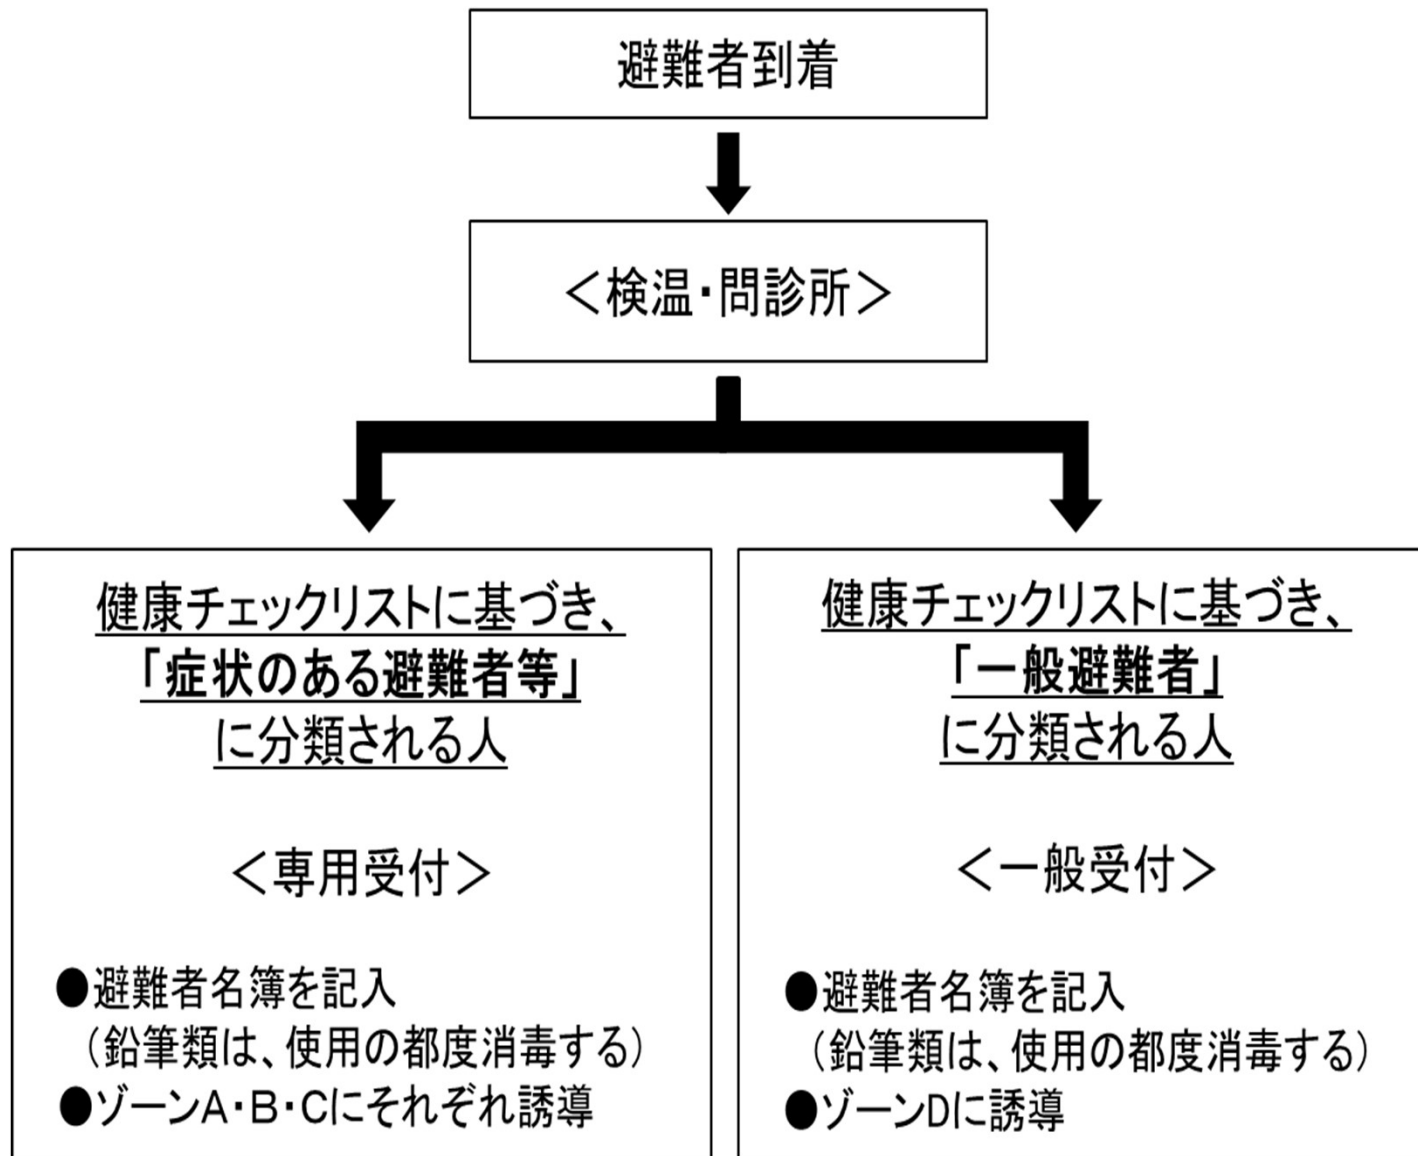 避難者到着
＜検温・問診所＞
健康チェックリストに基づき、
「症状のある避難者等」
に分類される人
＜専用受付＞
●避難者名簿を記入
（鉛筆類は、使用の都度消毒する）
●ゾーンA・B・Cにそれぞれ誘導
健康チェックリストに基づき、
「一般避難者」
に分類される人
＜一般受付＞
●避難者名簿を記入
（鉛筆類は、使用の都度消毒する）
●ゾーンDに誘導